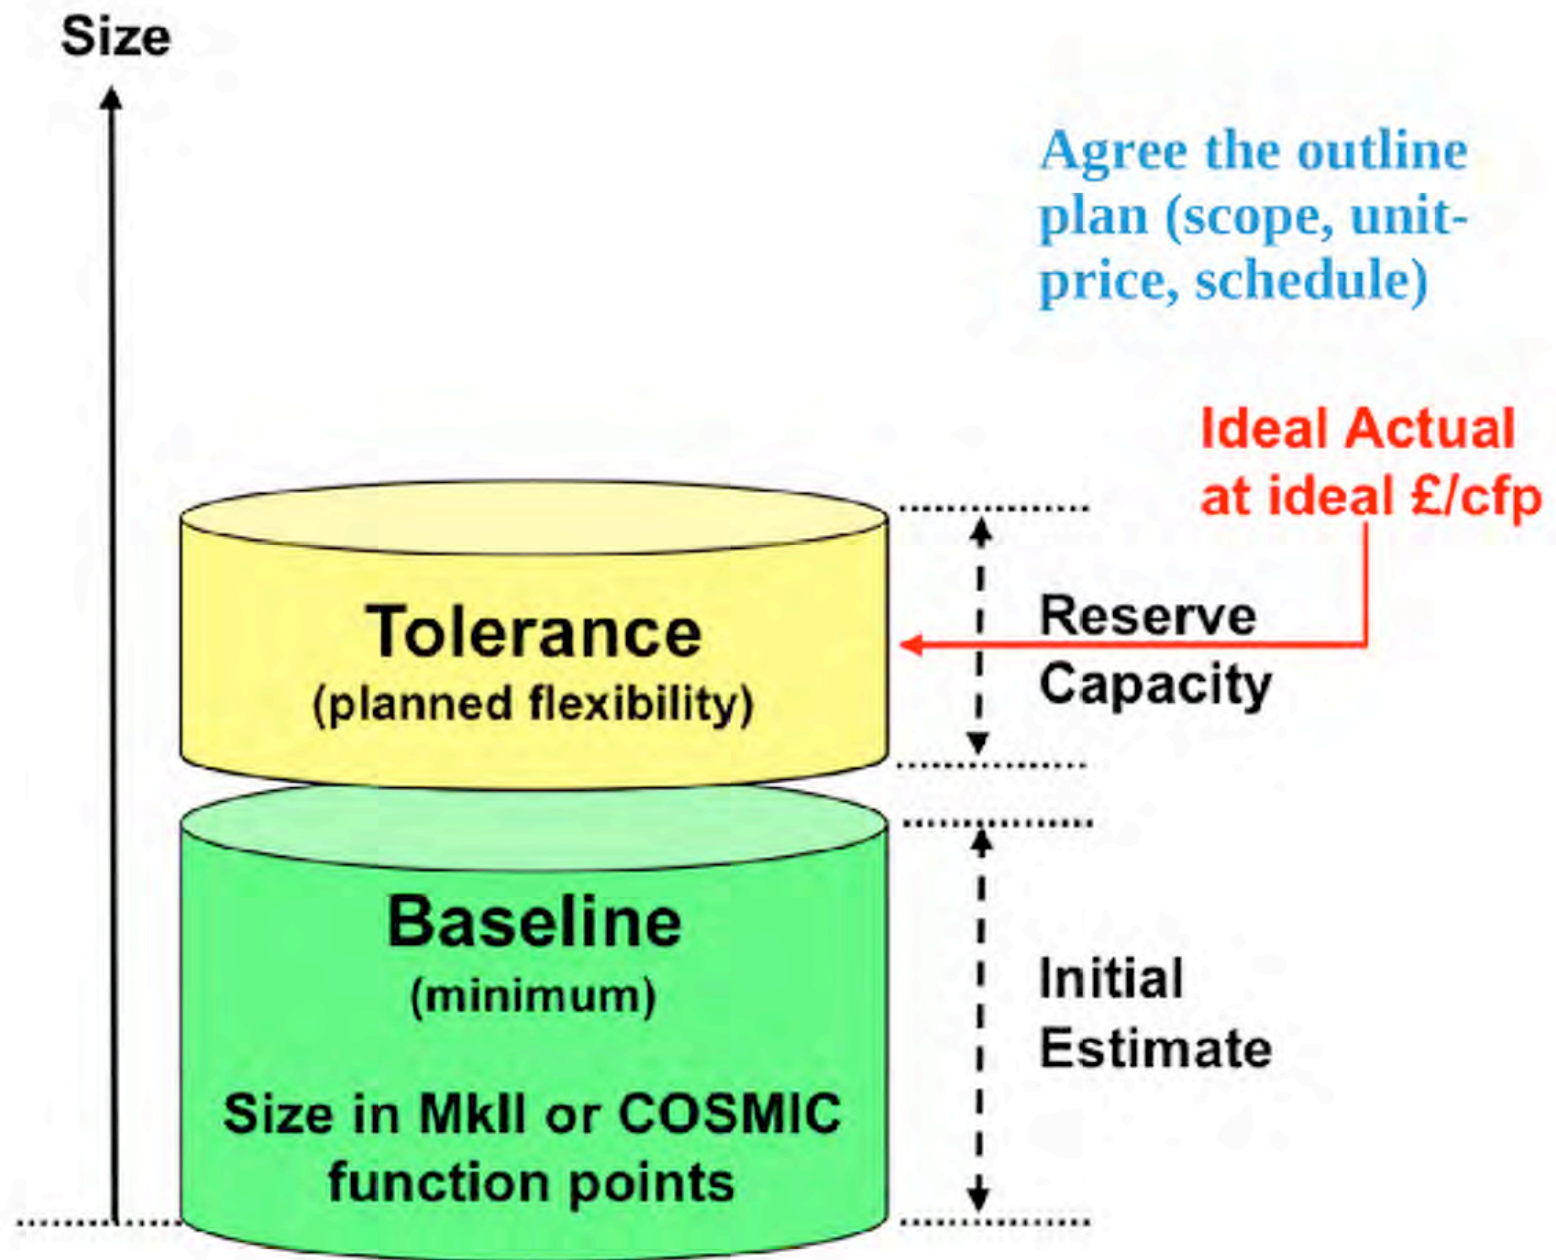 Size
Agree the outline
plan (scope, unit-
price, schedule)
Ideal Actual
at ideal £/cfp
Tolerance
(planned flexibility)
Reserve
Capacity
Baseline
(minimum)
Size in MkII or COSMIC
function points
Initial
Estimate